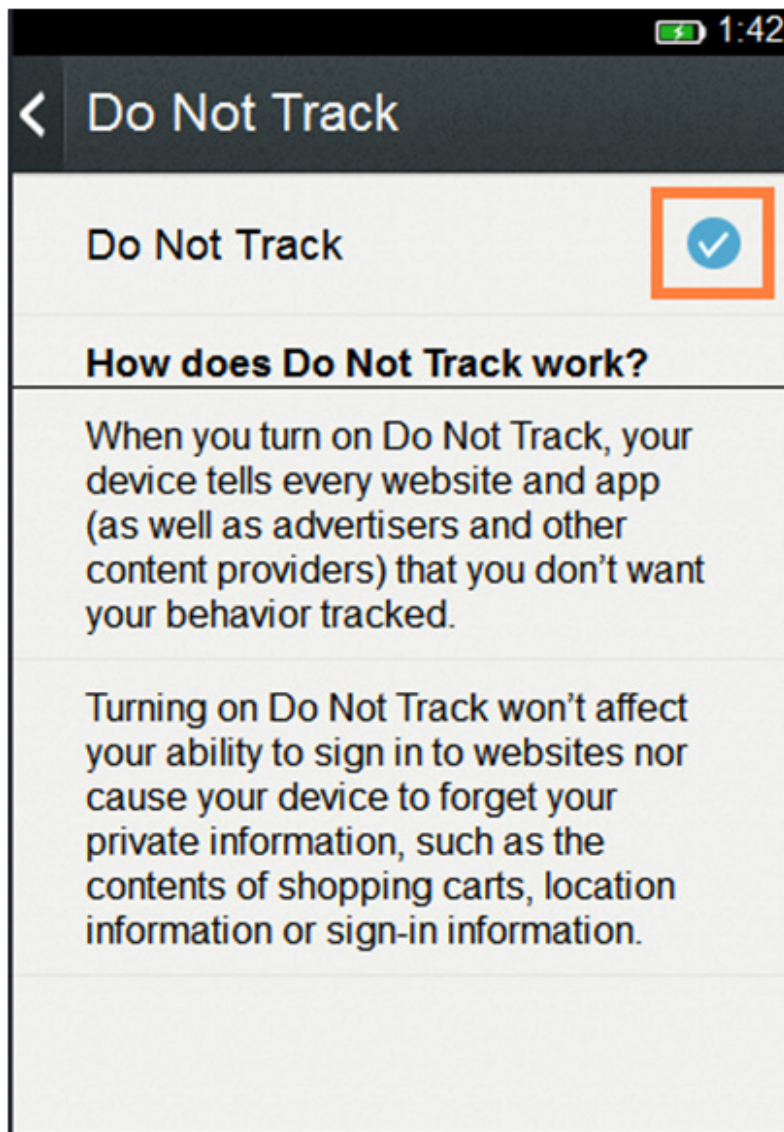 1:42
Do Not Track
Do Not Track
How does Do Not Track work?
When you turn on Do Not Track, your
device tells every website and app
(as well as advertisers and other
content providers) that you don’t want
your behavior tracked.
Turning on Do Not Track won’t affect
your ability to sign in to websites nor
cause your device to forget your
private information, such as the
contents of shopping carts, location
information or sign-in information.